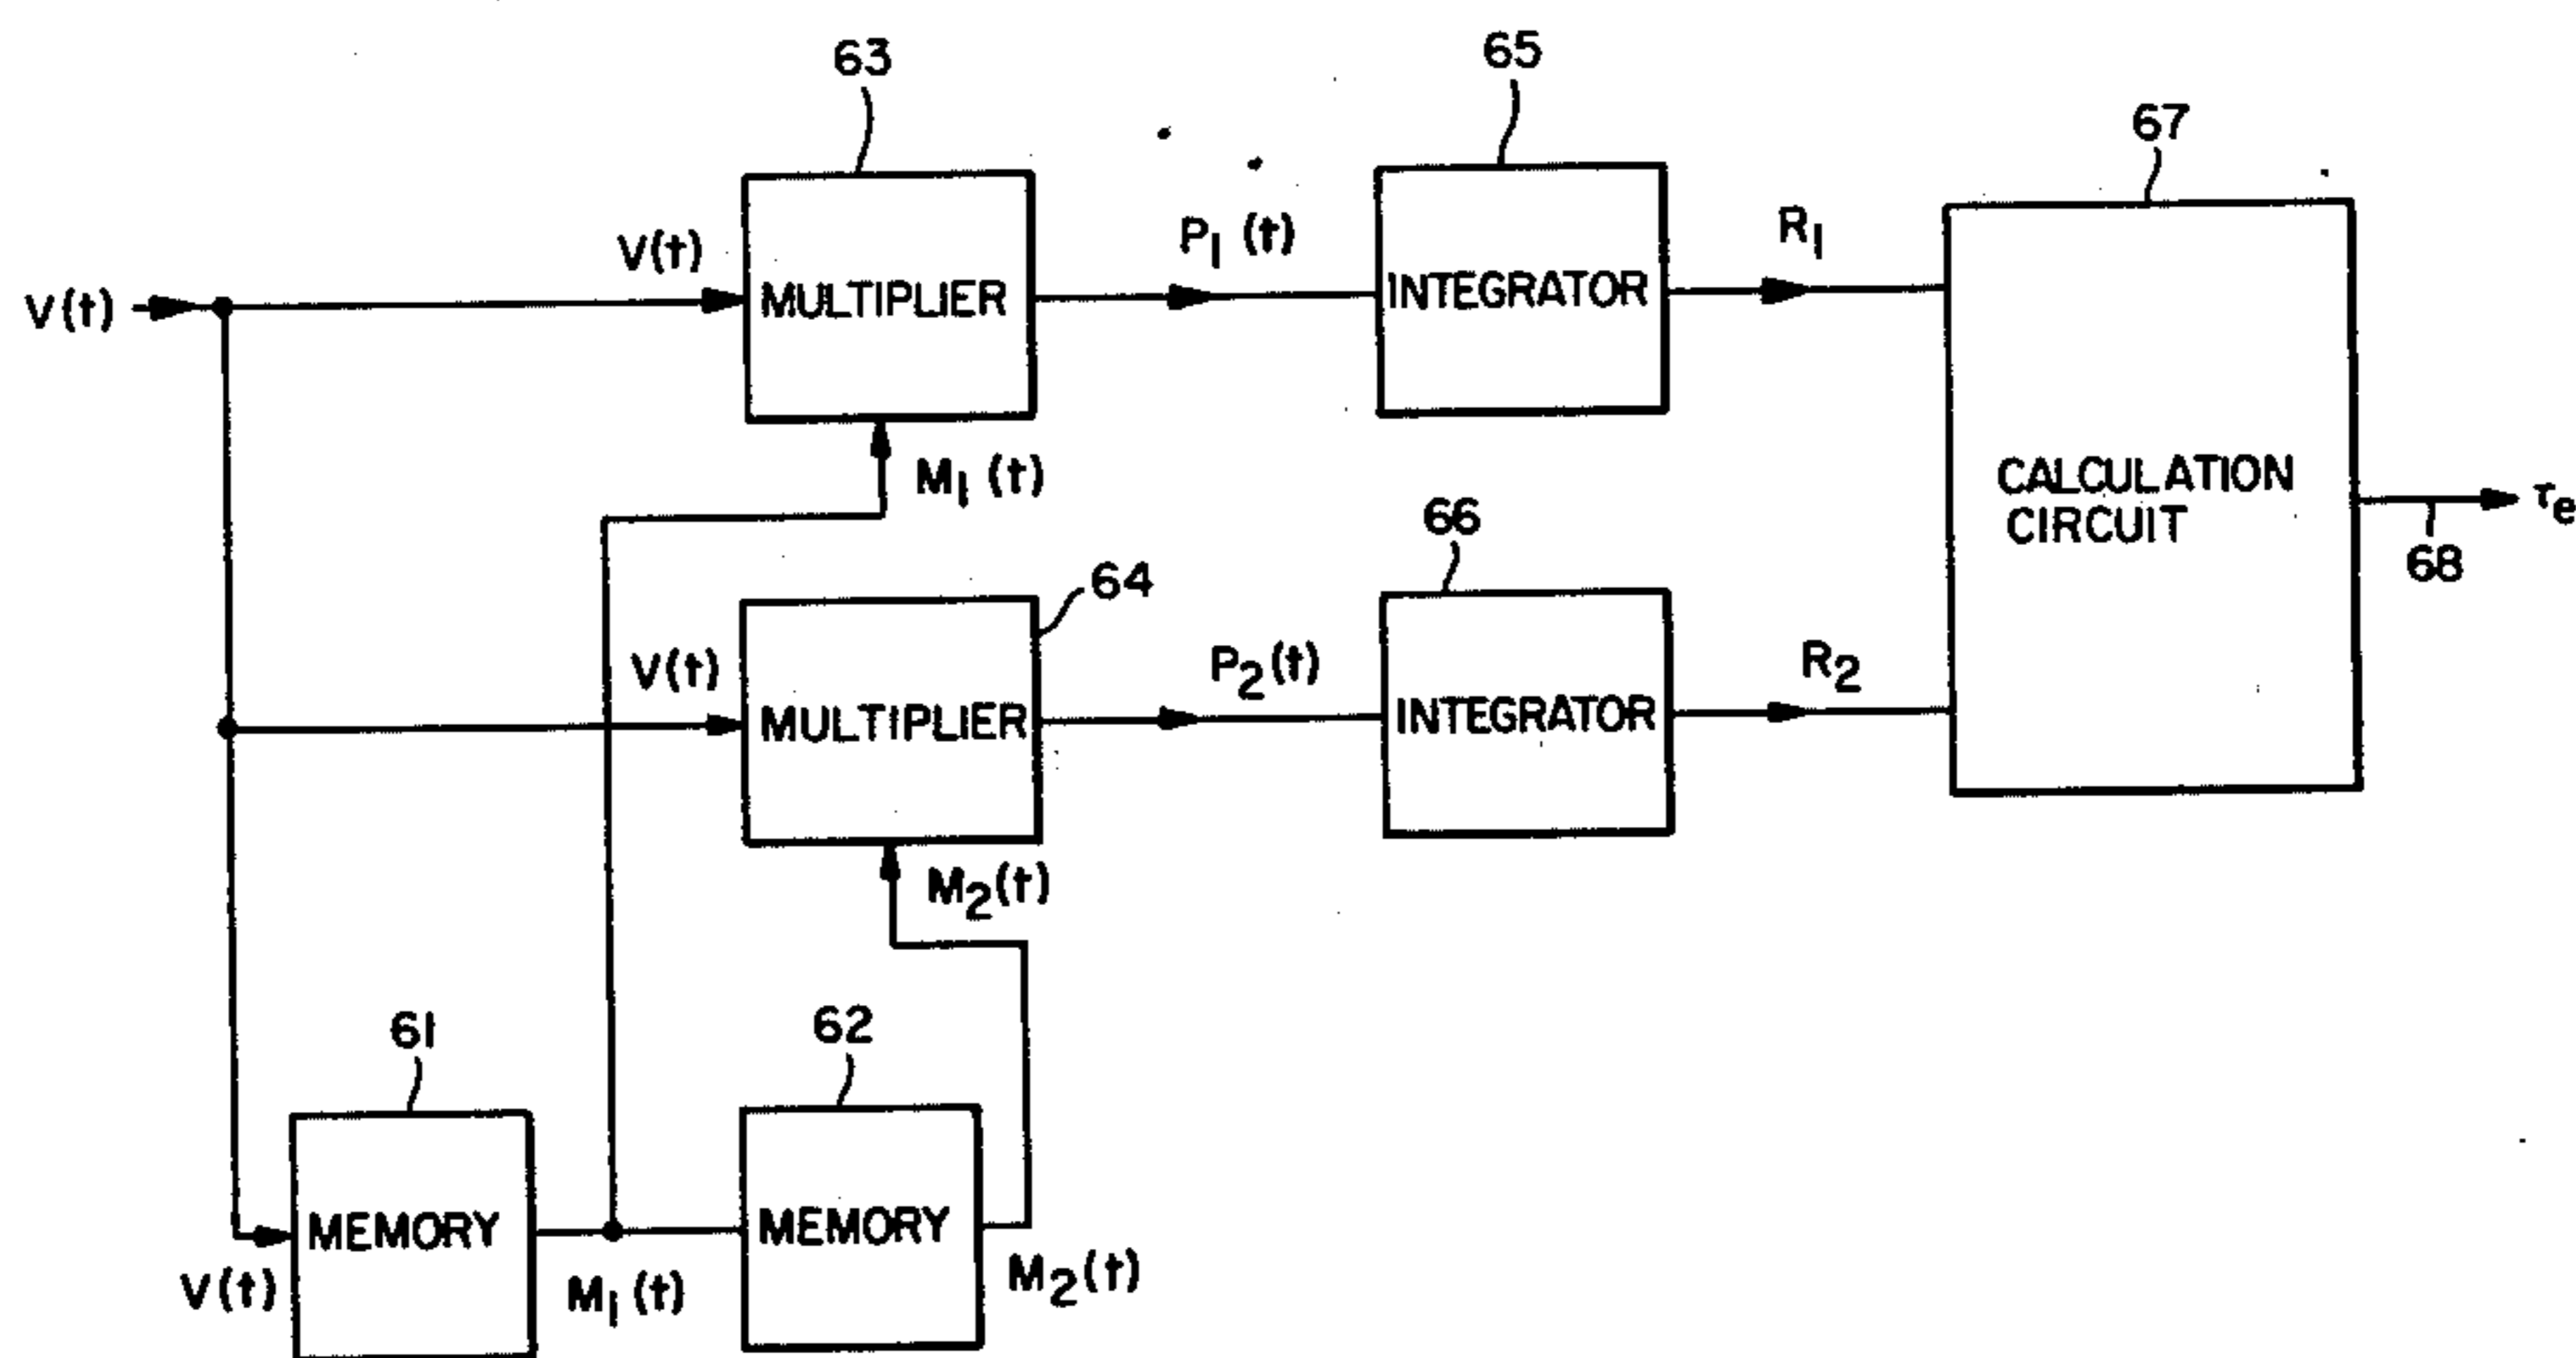 63
65
67
V(t)
V(t)
MULTIPLIER
P₁ (t)
INTEGRATOR
R₁
M₁ (t)
CALCULATION
CIRCUIT
τe
68
66
64
V(t)
MULTIPLIER
P₂(t)
INTEGRATOR
R₂
M₂(t)
61
62
MEMORY
MEMORY
V(t)
M₁ (t)
M₂(t)